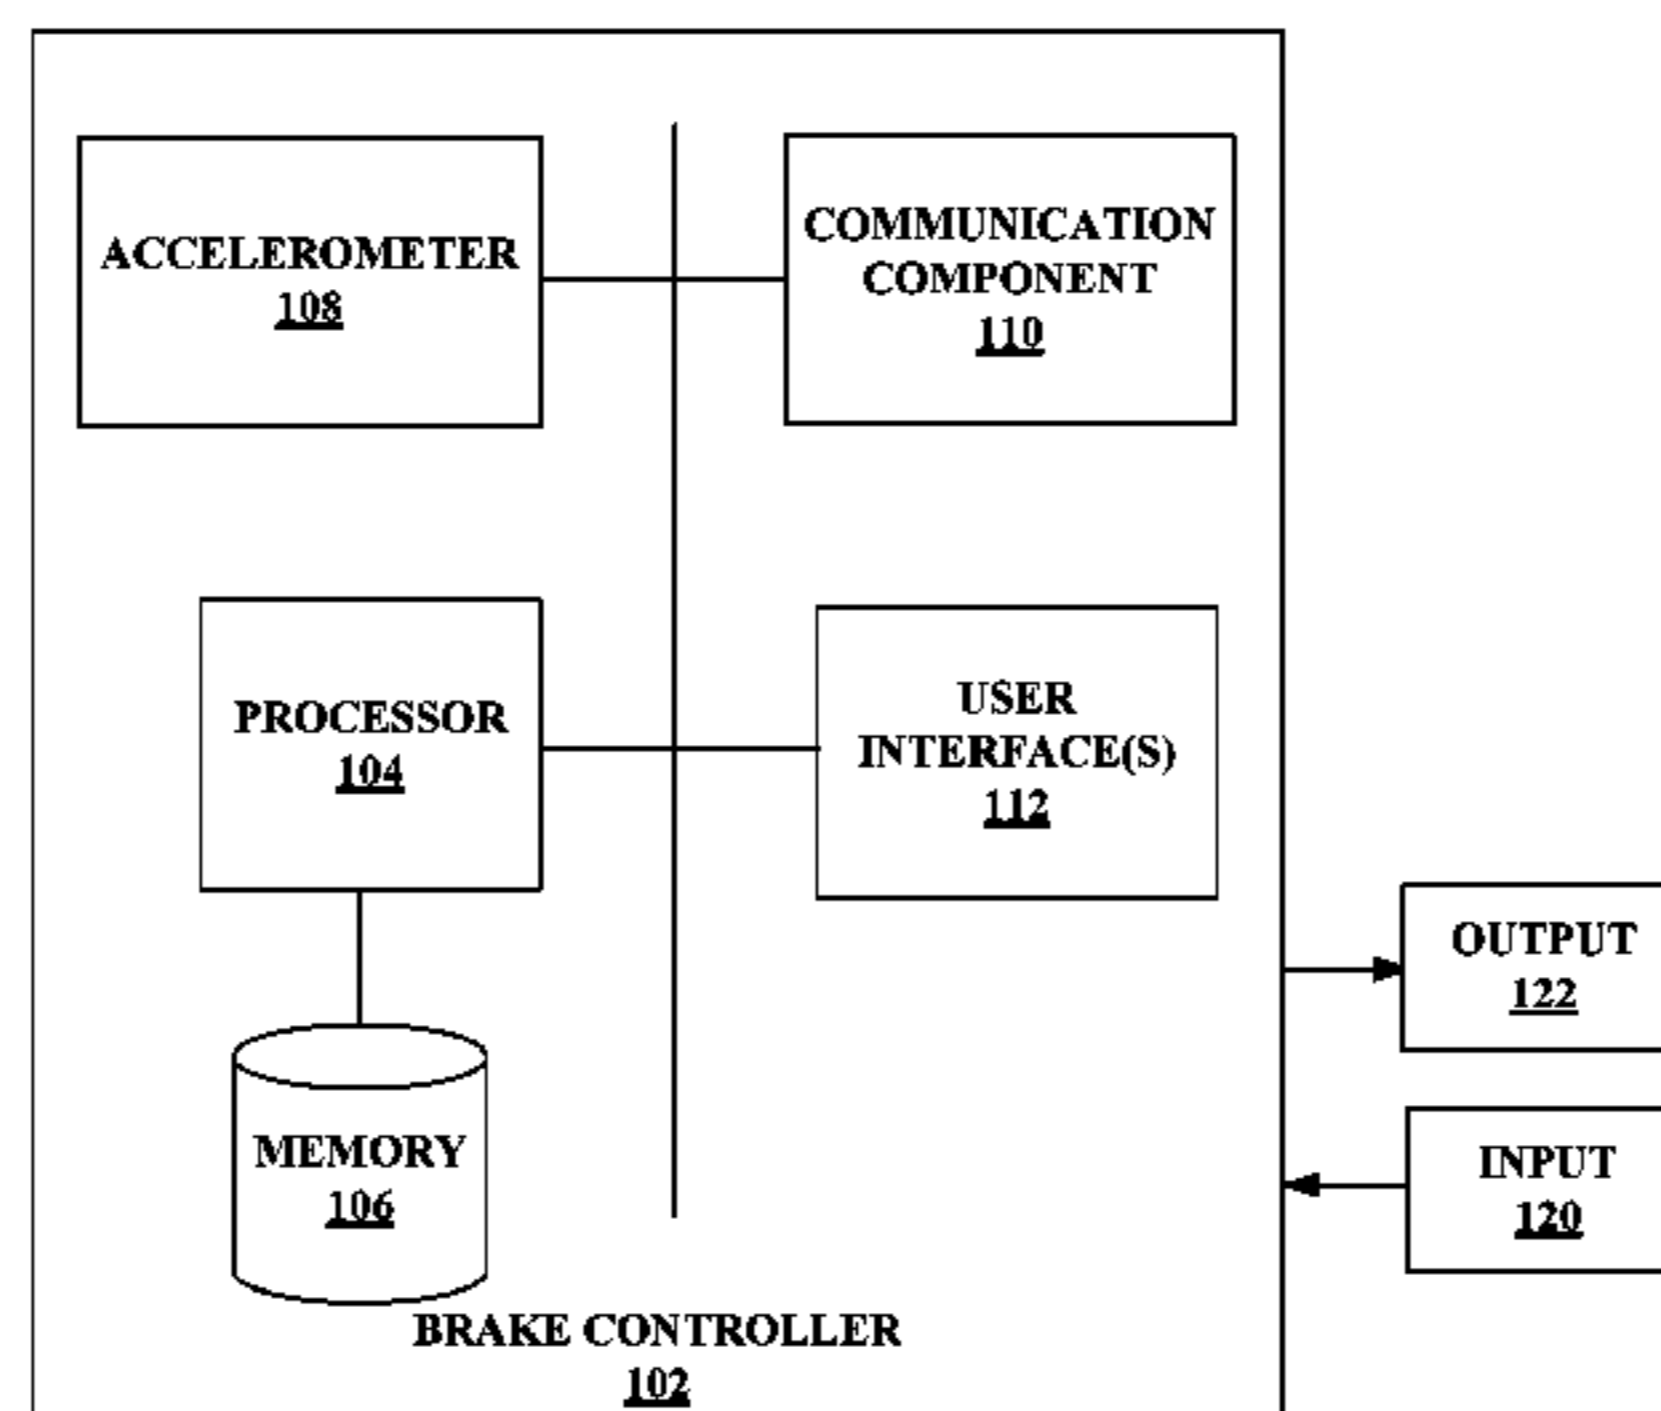 ACCELEROMETER
108
COMMUNICATION
COMPONENT
110
PROCESSOR
104
USER
INTERFACE(S)
112
OUTPUT
122
MEMORY
106
INPUT
120
BRAKE CONTROLLER
102